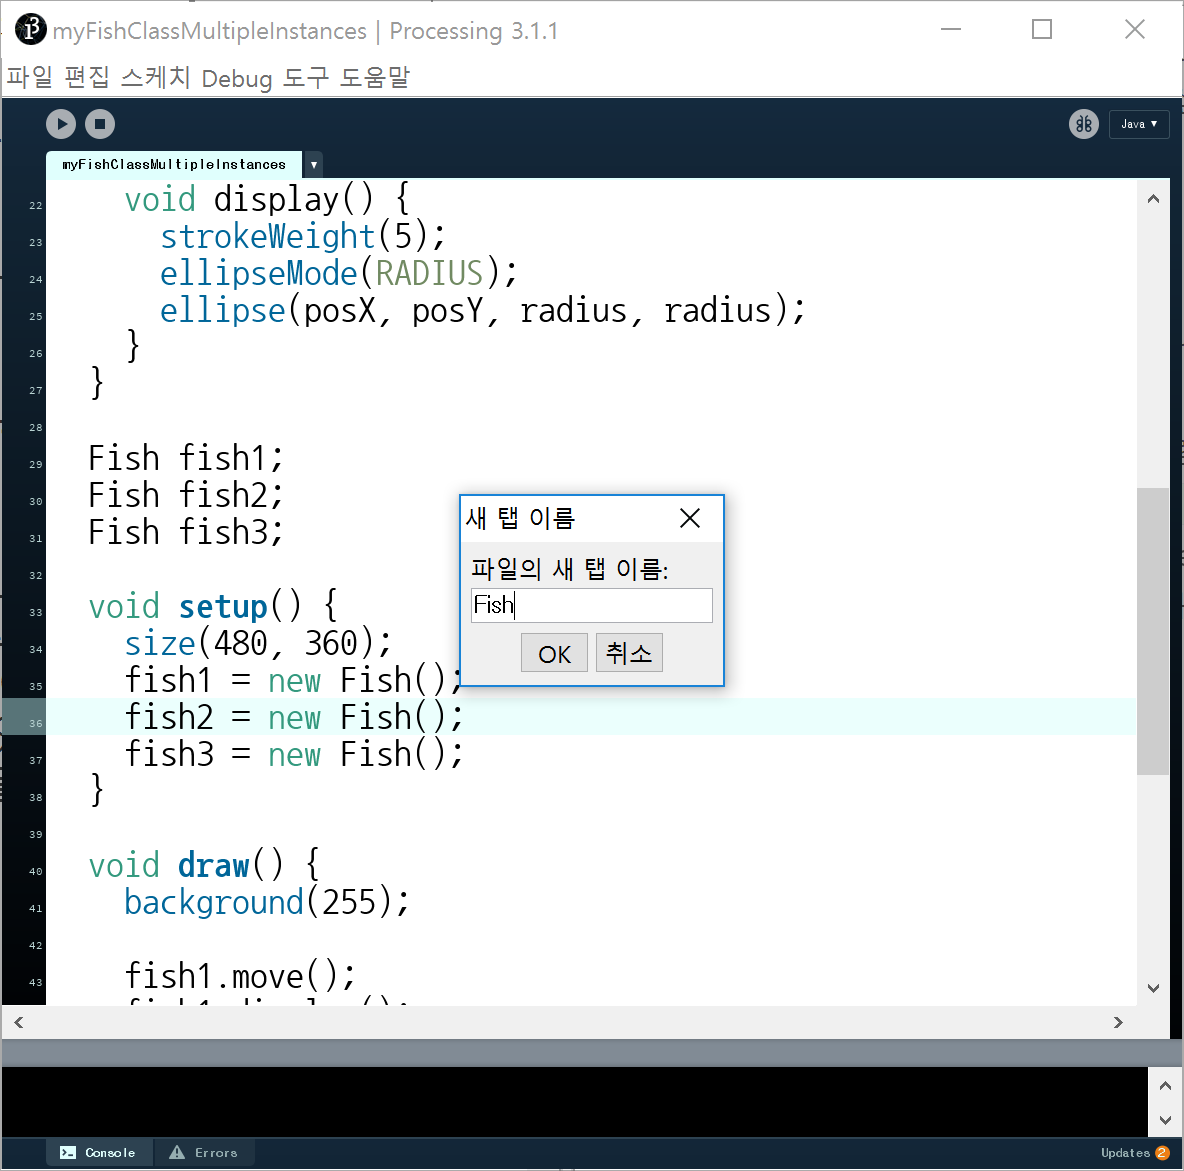 myFishClassMultipleInstances | Processing 3.1.1
파일 편집 스케치 Debug 도구 도움말
Java ▼
myFishClassMultipleInstances ▼
22 void display() {
23 strokeWeight(5);
24 ellipseMode(RADIUS);
25 ellipse(posX, posY, radius, radius);
26 }
27 }
28
29 Fish fish1;
30 Fish fish2;
31 Fish fish3;
32
33 void setup() {
34 size(480, 360);
35 fish1 = new Fish();
36 fish2 = new Fish();
37 fish3 = new Fish();
38 }
39
40 void draw() {
41 background(255);
42
43 fish1.move();
새 탭 이름
파일의 새 탭 이름:
Fish
OK 취소
Console Errors Updates 2